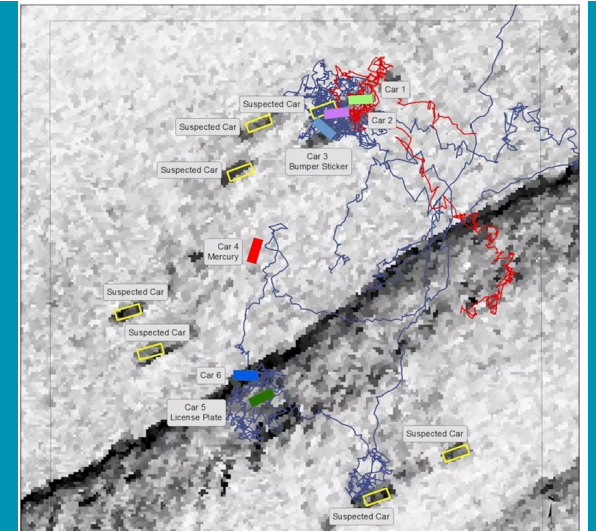 Car 1
Suspected Car
Car 2
Suspected Car
Car 3
Bumper Sticker
Suspected Car
Car 4
Mercury
Suspected Car
Suspected Car
Car 6
Car 5
License Plate
Suspected Car
Suspected Car